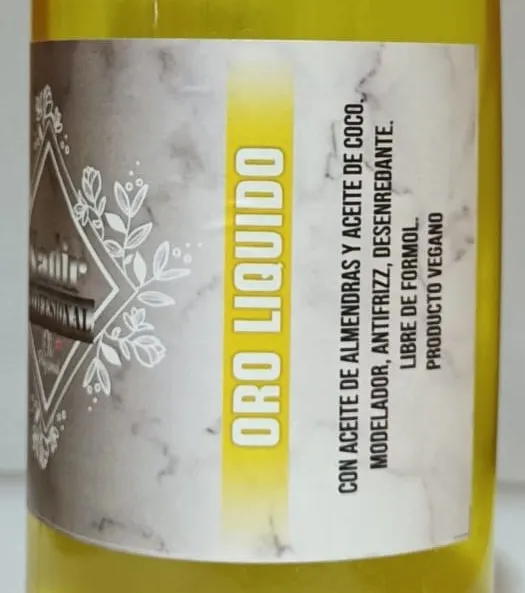 ORO LIQUIDO
CON ACEITE DE ALMENDRAS Y ACEITE DE COCO.
MODELADOR, ANTIFRIZZ, DESENREDANTE.
LIBRE DE FORMOL.
PRODUCTO VEGANO